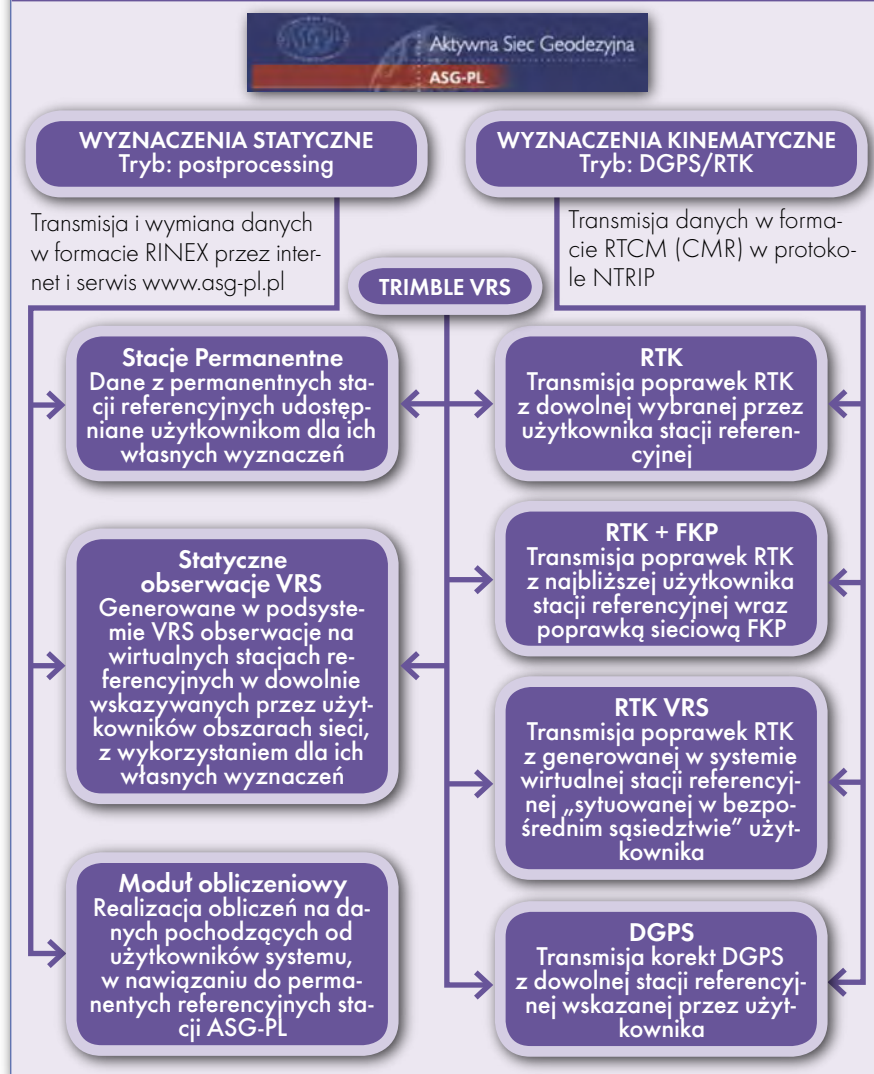 Aktywna Siec Geodezyjna
ASG-PL
WYZNACZENIA STATYCZNE
Tryb: postprocessing
Transmisja i wymiana danych
w formacie RINEX przez inter-
net i serwis www.asg-pl.pl
WYZNACZENIA KINEMATYCZNE
Tryb: DGPS/RTK
Transmisja danych w forma-
cie RTCM (CMR) w protoko-
le NTRIP
TRIMBLE VRS
Stacje Permanentne
Dane z permanentnych sta-
cji referencyjnych udostęp-
niane użytkownikom dla ich
własnych wyznaczeń
Statyczne
obserwacje VRS
Generowane w podsyste-
mie VRS obserwacje na
wirtualnych stacjach re-
ferencyjnych w dowolnie
wskazywanych przez użyt-
kowników obszarach sieci,
z wykorzystaniem dla ich
własnych wyznaczeń
Moduł obliczeniowy
Realizacja obliczeń na da-
nych pochodzących od
użytkowników systemu,
w nawiązaniu do perma-
nentych referencyjnych sta-
cji ASG-PL
RTK
Transmisja poprawek RTK
z dowolnej wybranej przez
użytkownika stacji referen-
cyjnej
RTK + FKP
Transmisja poprawek RTK
z najbliższej użytkownika
stacji referencyjnej wraz
poprawką sieciową FKP
RTK VRS
Transmisja poprawek RTK
z generowanej w systemie
wirtualnej stacji referencyj-
nej „sytuowanej w bezpo-
średnim sąsiedztwie” użyt-
kownika
DGPS
Transmisja korekt DGPS
z dowolnej stacji referencyj-
nej wskazanej przez użyt-
kownika